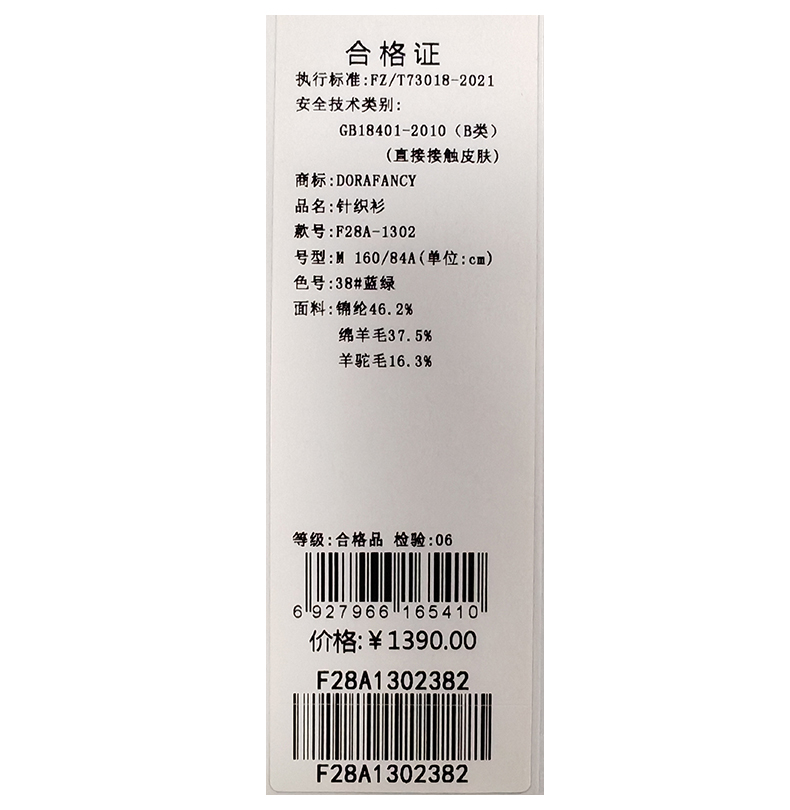 合格证
执行标准:FZ/T73018-2021
安全技术类别:
GB18401-2010（B类）
(直接接触皮肤)
商标:DORAFANCY
品名:针织衫
款号:F28A-1302
号型:M 160/84A(单位:cm)
色号:38#蓝绿
面料:锦纶46.2%
绵羊毛37.5%
羊驼毛16.3%
等级:合格品 检验:06
6 927966 165410
价格:￥1390.00
F28A1302382
F28A1302382